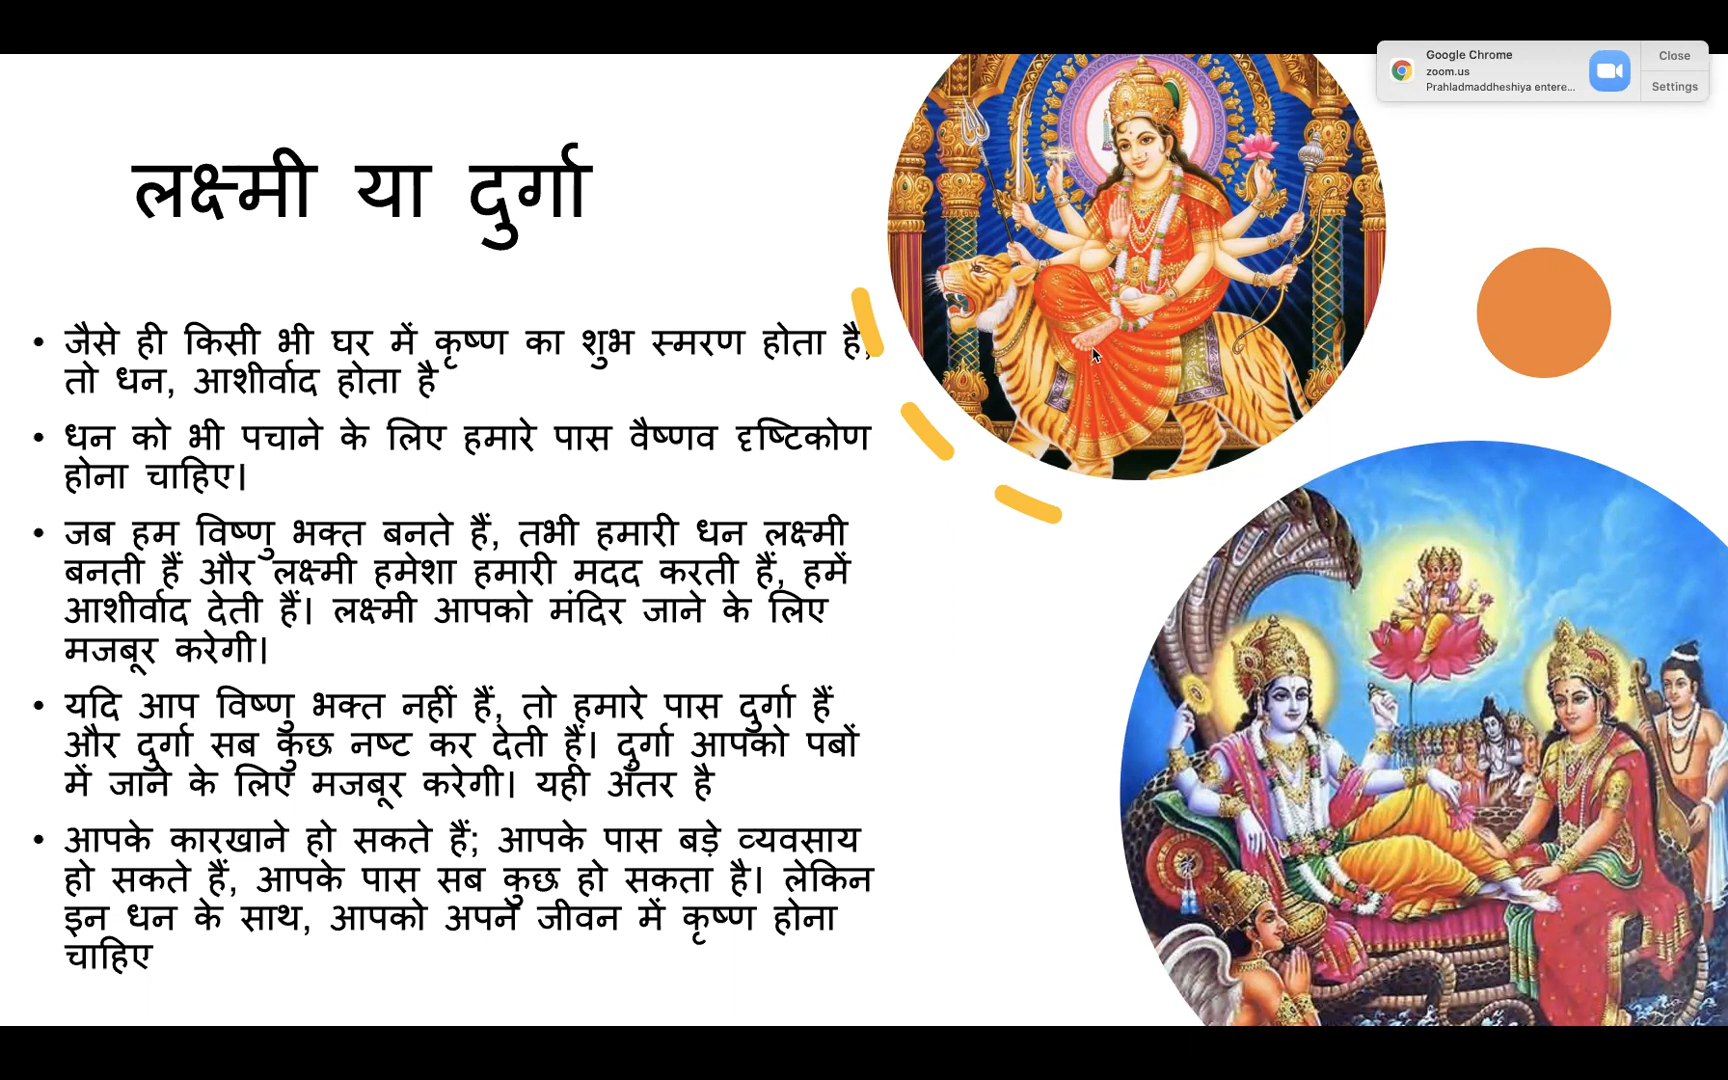 लक्ष्मी या दुर्गा
• जैसे ही किसी भी घर में कृष्ण का शुभ स्मरण होता है,
तो धन, आशीर्वाद होता है
• धन को भी पचाने के लिए हमारे पास वैष्णव दृष्टिकोण
होना चाहिए।
• जब हम विष्णु भक्त बनते हैं, तभी हमारी धन लक्ष्मी
बनती हैं और लक्ष्मी हमेशा हमारी मदद करती हैं, हमें
आशीर्वाद देती हैं। लक्ष्मी आपको मंदिर जाने के लिए
मजबूर करेगी।
• यदि आप विष्णु भक्त नहीं हैं, तो हमारे पास दुर्गा हैं
और दुर्गा सब कुछ नष्ट कर देती हैं। दुर्गा आपको पबों
में जाने के लिए मजबूर करेगी। यही अंतर है
• आपके कारखाने हो सकते हैं; आपके पास बड़े व्यवसाय
हो सकते हैं, आपके पास सब कुछ हो सकता है। लेकिन
इन धन के साथ, आपको अपने जीवन में कृष्ण होना
चाहिए
Google Chrome
zoom.us
Prahladmaddheshiya entere...
Close
Settings